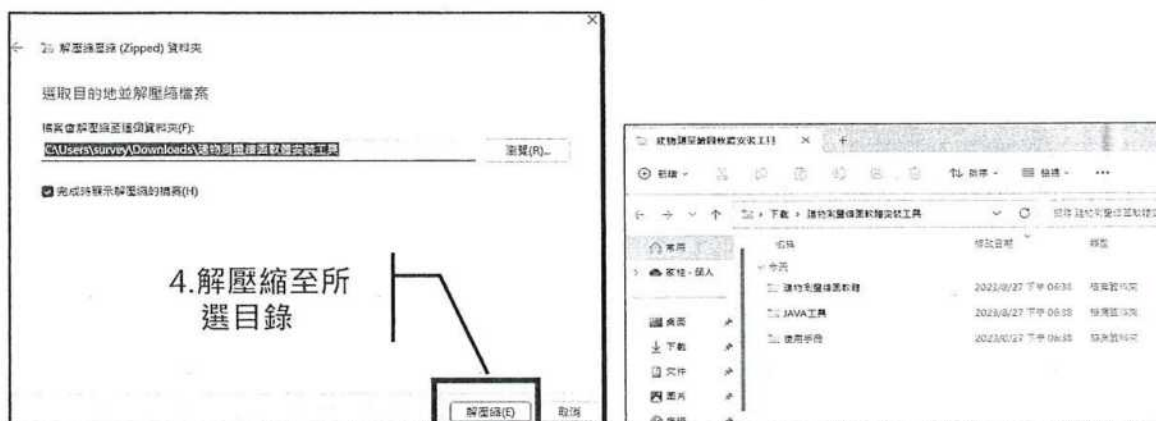 解壓縮壓縮 (Zipped) 資料夾
選取目的地並解壓縮檔案
檔案會解壓縮至這個資料夾(F):
C:\Users\survey\Downloads\建物測量繪圖軟體安裝工具
瀏覽(R)...
完成時顯示解壓縮的檔案(H)
4.解壓縮至所
選目錄
解壓縮(E)
取消
建物測量繪圖軟體安裝工具
新增
排序
檢視
下載 > 建物測量繪圖軟體安裝工具
常用
名稱
修改日期
類型
個人
今天
建物測量繪圖軟體
2023/8/27 下午 06:38
檔案資料夾
JAVA工具
2023/8/27 下午 06:38
檔案資料夾
使用手冊
2023/8/27 下午 06:38
檔案資料夾
桌面
下載
文件
圖片